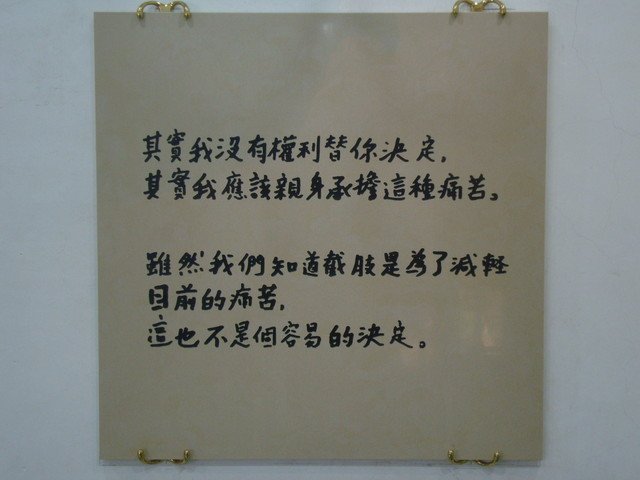 其實我沒有權利替你決定,
其實我應該親身承擔這種痛苦。
雖然我們知道截肢是為了減輕
目前的痛苦,
這也不是個容易的決定。